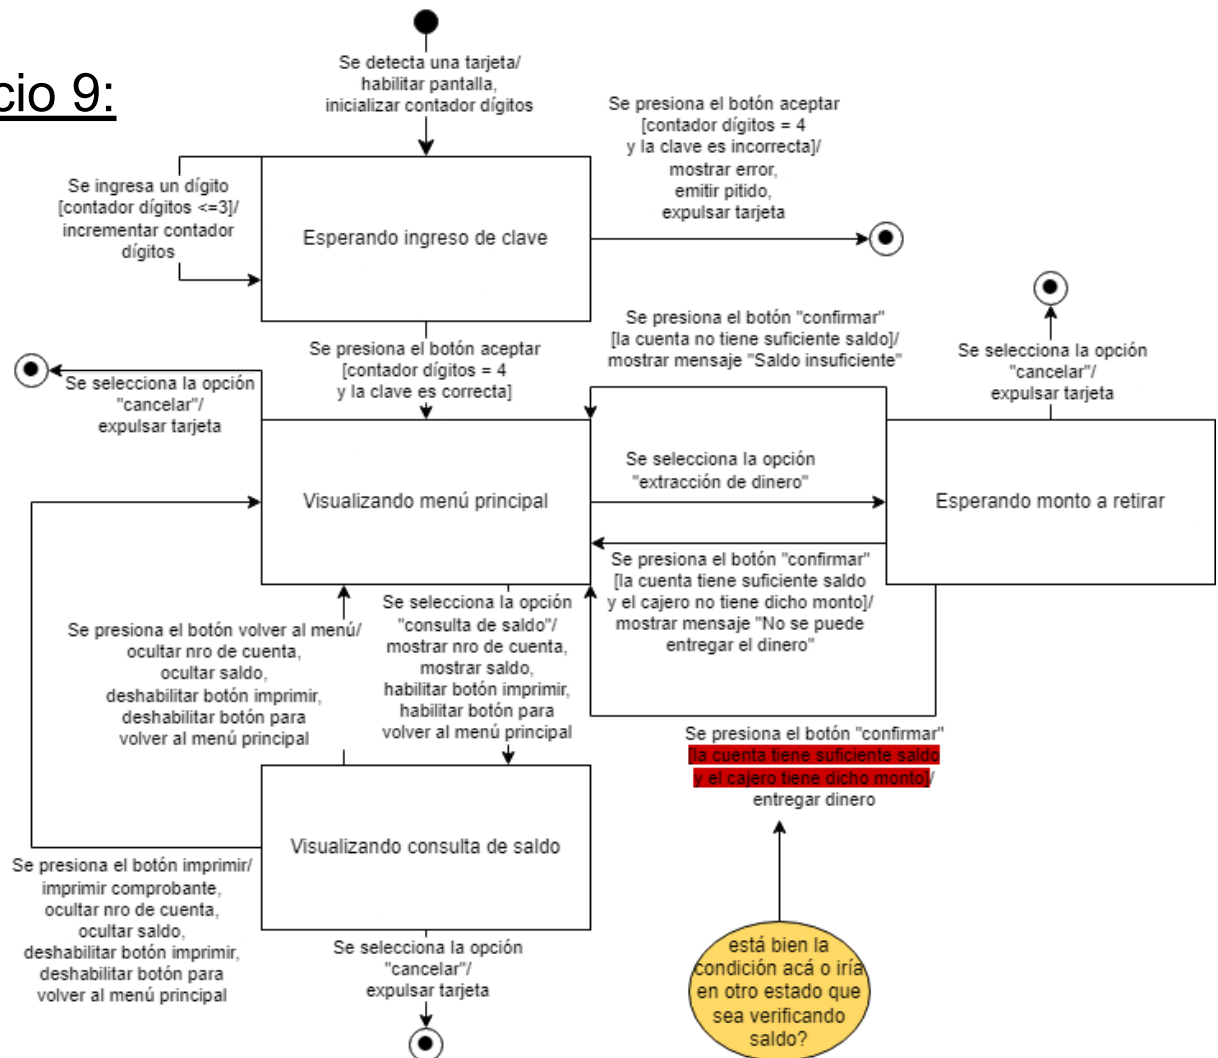 cio 9:
Se detecta una tarjeta/
habilitar pantalla,
inicializar contador dígitos
Se presiona el botón aceptar
[contador dígitos = 4
y la clave es incorrecta]/
mostrar error,
emitir pitido,
expulsar tarjeta
Se ingresa un dígito
[contador dígitos <=3]/
incrementar contador
dígitos
Esperando ingreso de clave
Se presiona el botón "confirmar"
[la cuenta no tiene suficiente saldo]/
mostrar mensaje "Saldo insuficiente"
Se presiona el botón aceptar
[contador dígitos = 4
y la clave es correcta]
Se selecciona la opción
"cancelar"/
expulsar tarjeta
Se selecciona la opción
"cancelar"/
expulsar tarjeta
Visualizando menú principal
Se selecciona la opción
"extracción de dinero"
Esperando monto a retirar
Se presiona el botón "confirmar"
[la cuenta tiene suficiente saldo
y el cajero no tiene dicho monto]/
mostrar mensaje "No se puede
entregar el dinero"
Se presiona el botón volver al menú/
ocultar nro de cuenta,
ocultar saldo,
deshabilitar botón imprimir,
deshabilitar botón para
volver al menú principal
Se selecciona la opción
"consulta de saldo"/
mostrar nro de cuenta,
mostrar saldo,
habilitar botón imprimir,
habilitar botón para
volver al menú principal
Se presiona el botón "confirmar"
[la cuenta tiene suficiente saldo
y el cajero tiene dicho monto]/
entregar dinero
Visualizando consulta de saldo
Se presiona el botón imprimir/
imprimir comprobante,
ocultar nro de cuenta,
ocultar saldo,
deshabilitar botón imprimir,
deshabilitar botón para
volver al menú principal
Se selecciona la opción
"cancelar"/
expulsar tarjeta
está bien la
condición acá o iría
en otro estado que
sea verificando
saldo?